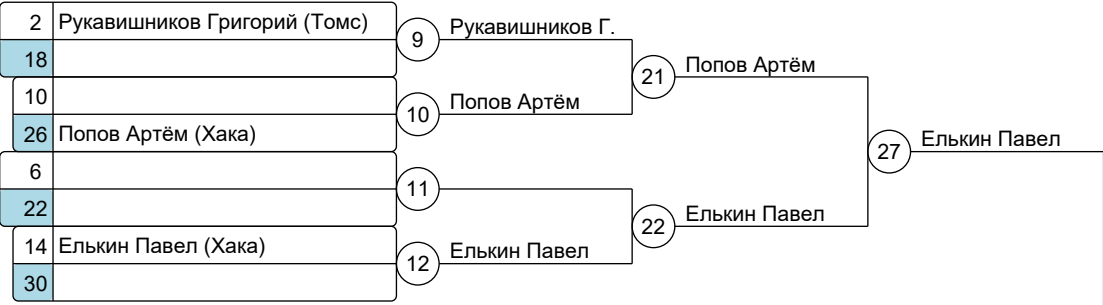 2 Рукавишников Григорий (Томс)
9 Рукавишников Г.
18
21 Попов Артём
10
10 Попов Артём
26 Попов Артём (Хака)
27 Елькин Павел
6
11
22
22 Елькин Павел
14 Елькин Павел (Хака)
12 Елькин Павел
30